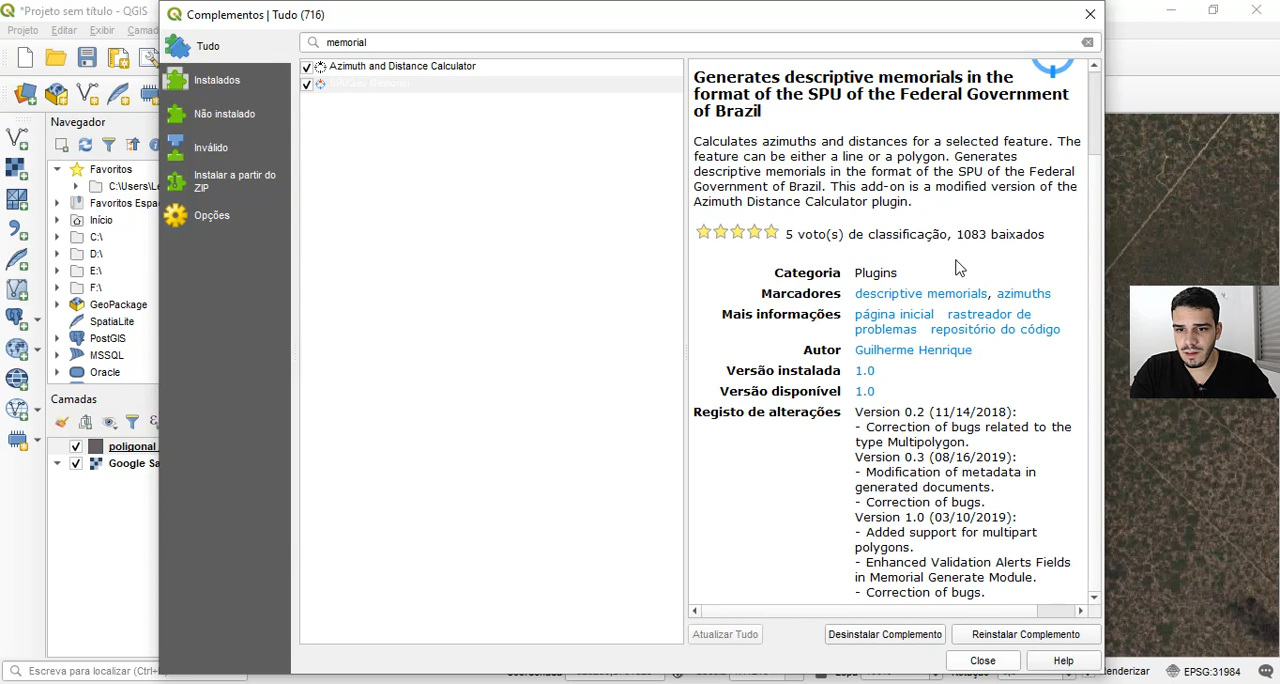 *Projeto sem título - QGIS
Projeto Editar Exibir Camad
Complementos | Tudo (716)
Tudo
Instalados
Não instalado
Inválido
Instalar a partir do
ZIP
Opções
memorial
Azimuth and Distance Calculator
Generates descriptive memorials in the
format of the SPU of the Federal Government
of Brazil
Calculates azimuths and distances for a selected feature. The
feature can be either a line or a polygon. Generates
descriptive memorials in the format of the SPU of the Federal
Government of Brazil. This add-on is a modified version of the
Azimuth Distance Calculator plugin.
5 voto(s) de classificação, 1083 baixados
Categoria Plugins
Marcadores descriptive memorials, azimuths
Mais informações página inicial rastreador de
problemas repositório do código
Autor Guilherme Henrique
Versão instalada 1.0
Versão disponível 1.0
Registo de alterações Version 0.2 (11/14/2018):
- Correction of bugs related to the
type Multipolygon.
Version 0.3 (08/16/2019):
- Modification of metadata in
generated documents.
- Correction of bugs.
Version 1.0 (03/10/2019):
- Added support for multipart
polygons.
- Enhanced Validation Alerts Fields
in Memorial Generate Module.
- Correction of bugs.
Atualizar Tudo Desinstalar Complemento Reinstalar Complemento
Close Help
Navegador
Favoritos
C:\Users\Le
Favoritos Espa
Início
C:\
D:\
E:\
F:\
GeoPackage
SpatiaLite
PostGIS
MSSQL
Oracle
Camadas
poligonal
Google Sa
Escreva para localizar (Ctrl+
enderizar
EPSG:31984